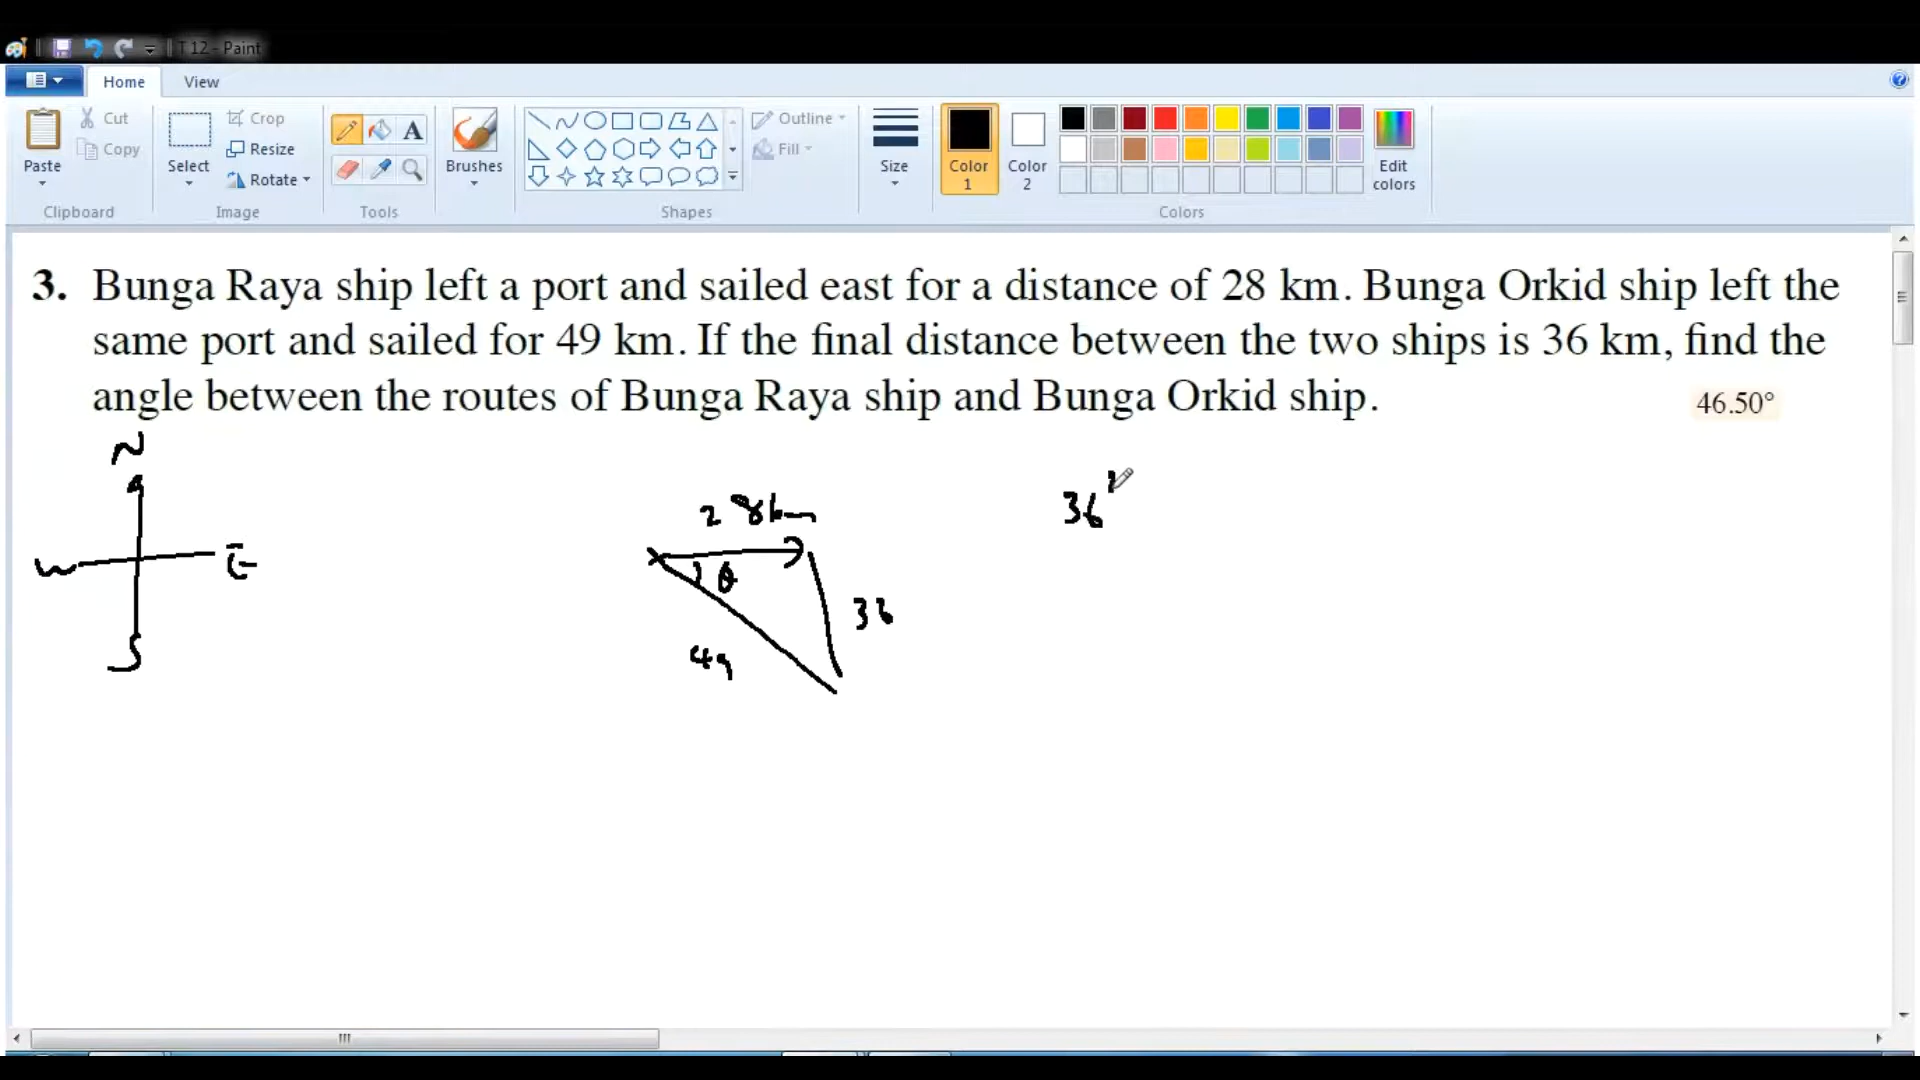 T 12 - Paint
Home View
Paste Cut Copy
Select Crop Resize Rotate
Brushes
Outline
Fill
Size
Color 1
Color 2
Edit colors
Clipboard Image Tools Shapes Colors
3. Bunga Raya ship left a port and sailed east for a distance of 28 km. Bunga Orkid ship left the
same port and sailed for 49 km. If the final distance between the two ships is 36 km, find the
angle between the routes of Bunga Raya ship and Bunga Orkid ship. 46.50°
N
W E
S
28km
θ
36
49
36²